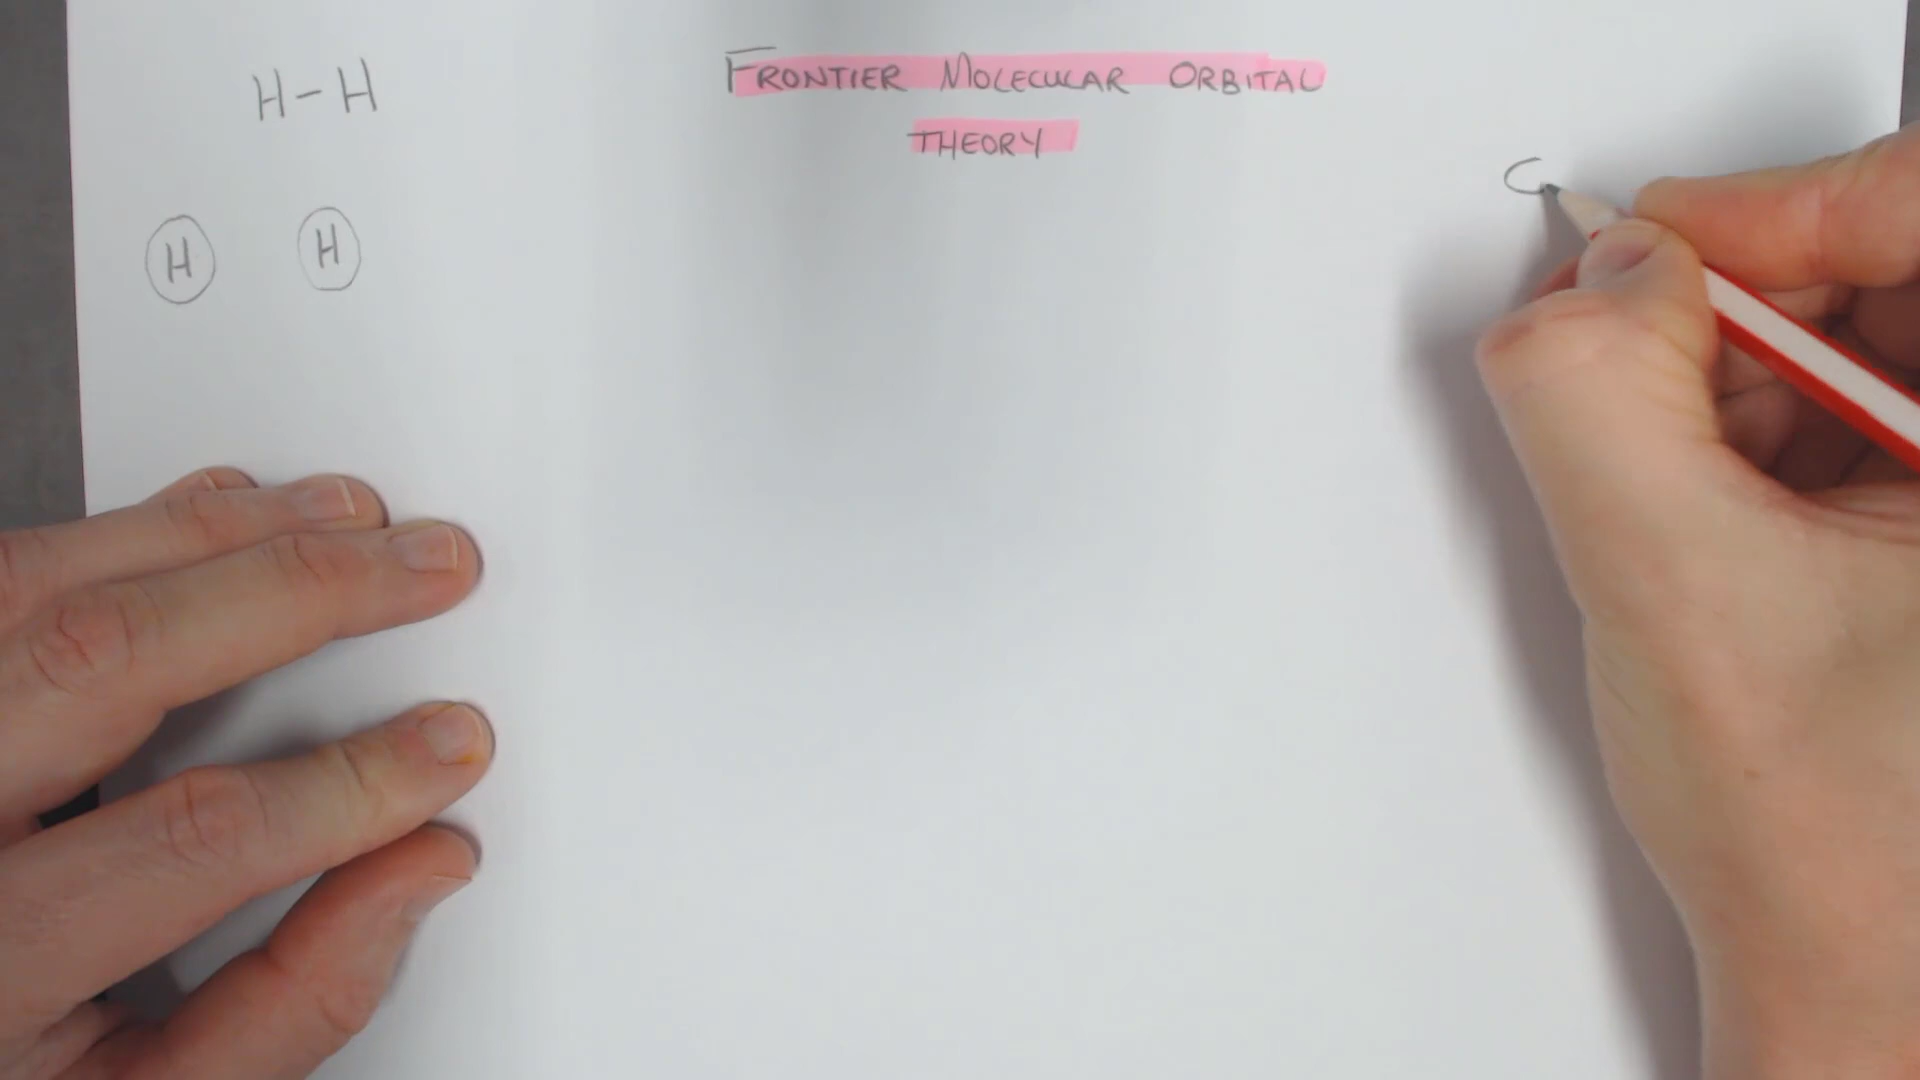 H-H
FRONTIER MOLECULAR ORBITAL
THEORY
H H
C